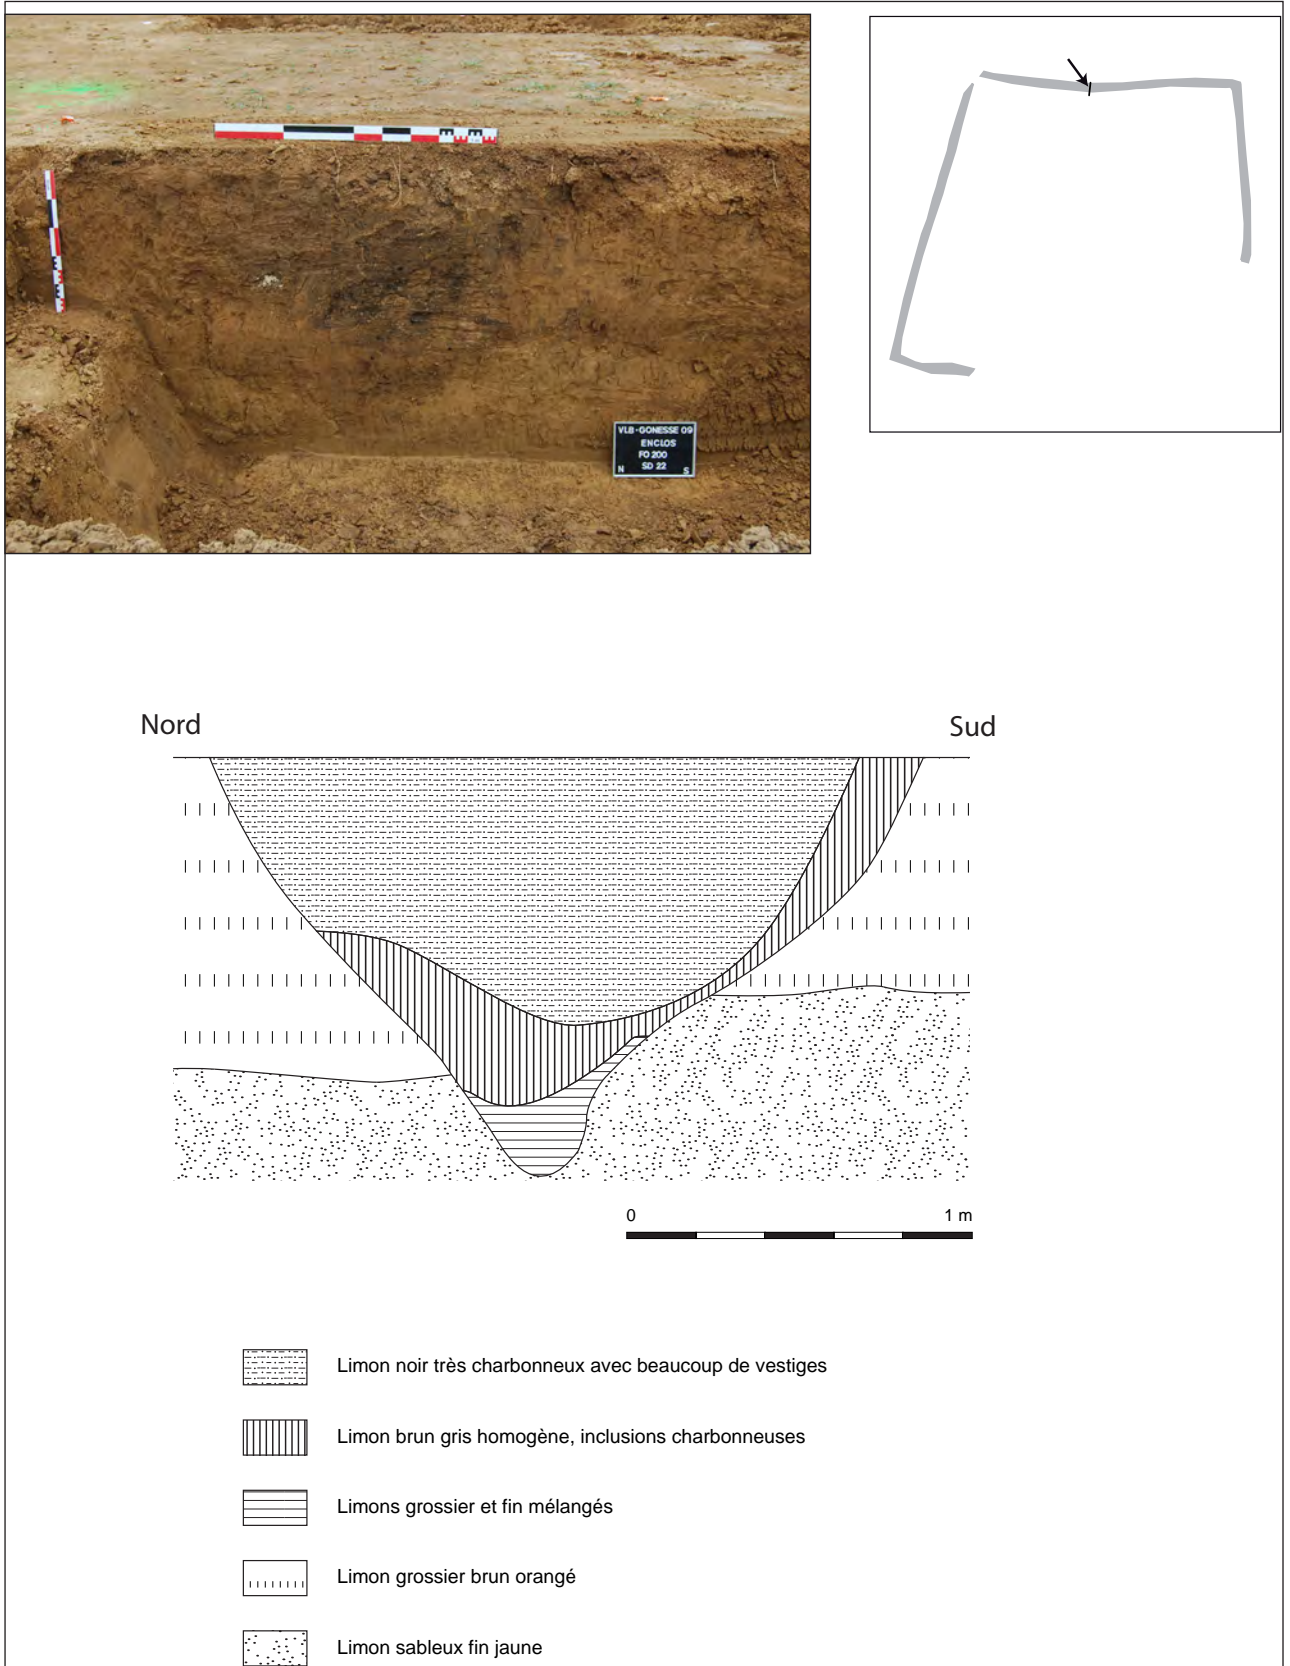 VLB-GONESSE 09
ENCLOS
FO 200
SD 22
N S
Nord
Sud
0 1 m
Limon noir très charbonneux avec beaucoup de vestiges
Limon brun gris homogène, inclusions charbonneuses
Limons grossier et fin mélangés
Limon grossier brun orangé
Limon sableux fin jaune